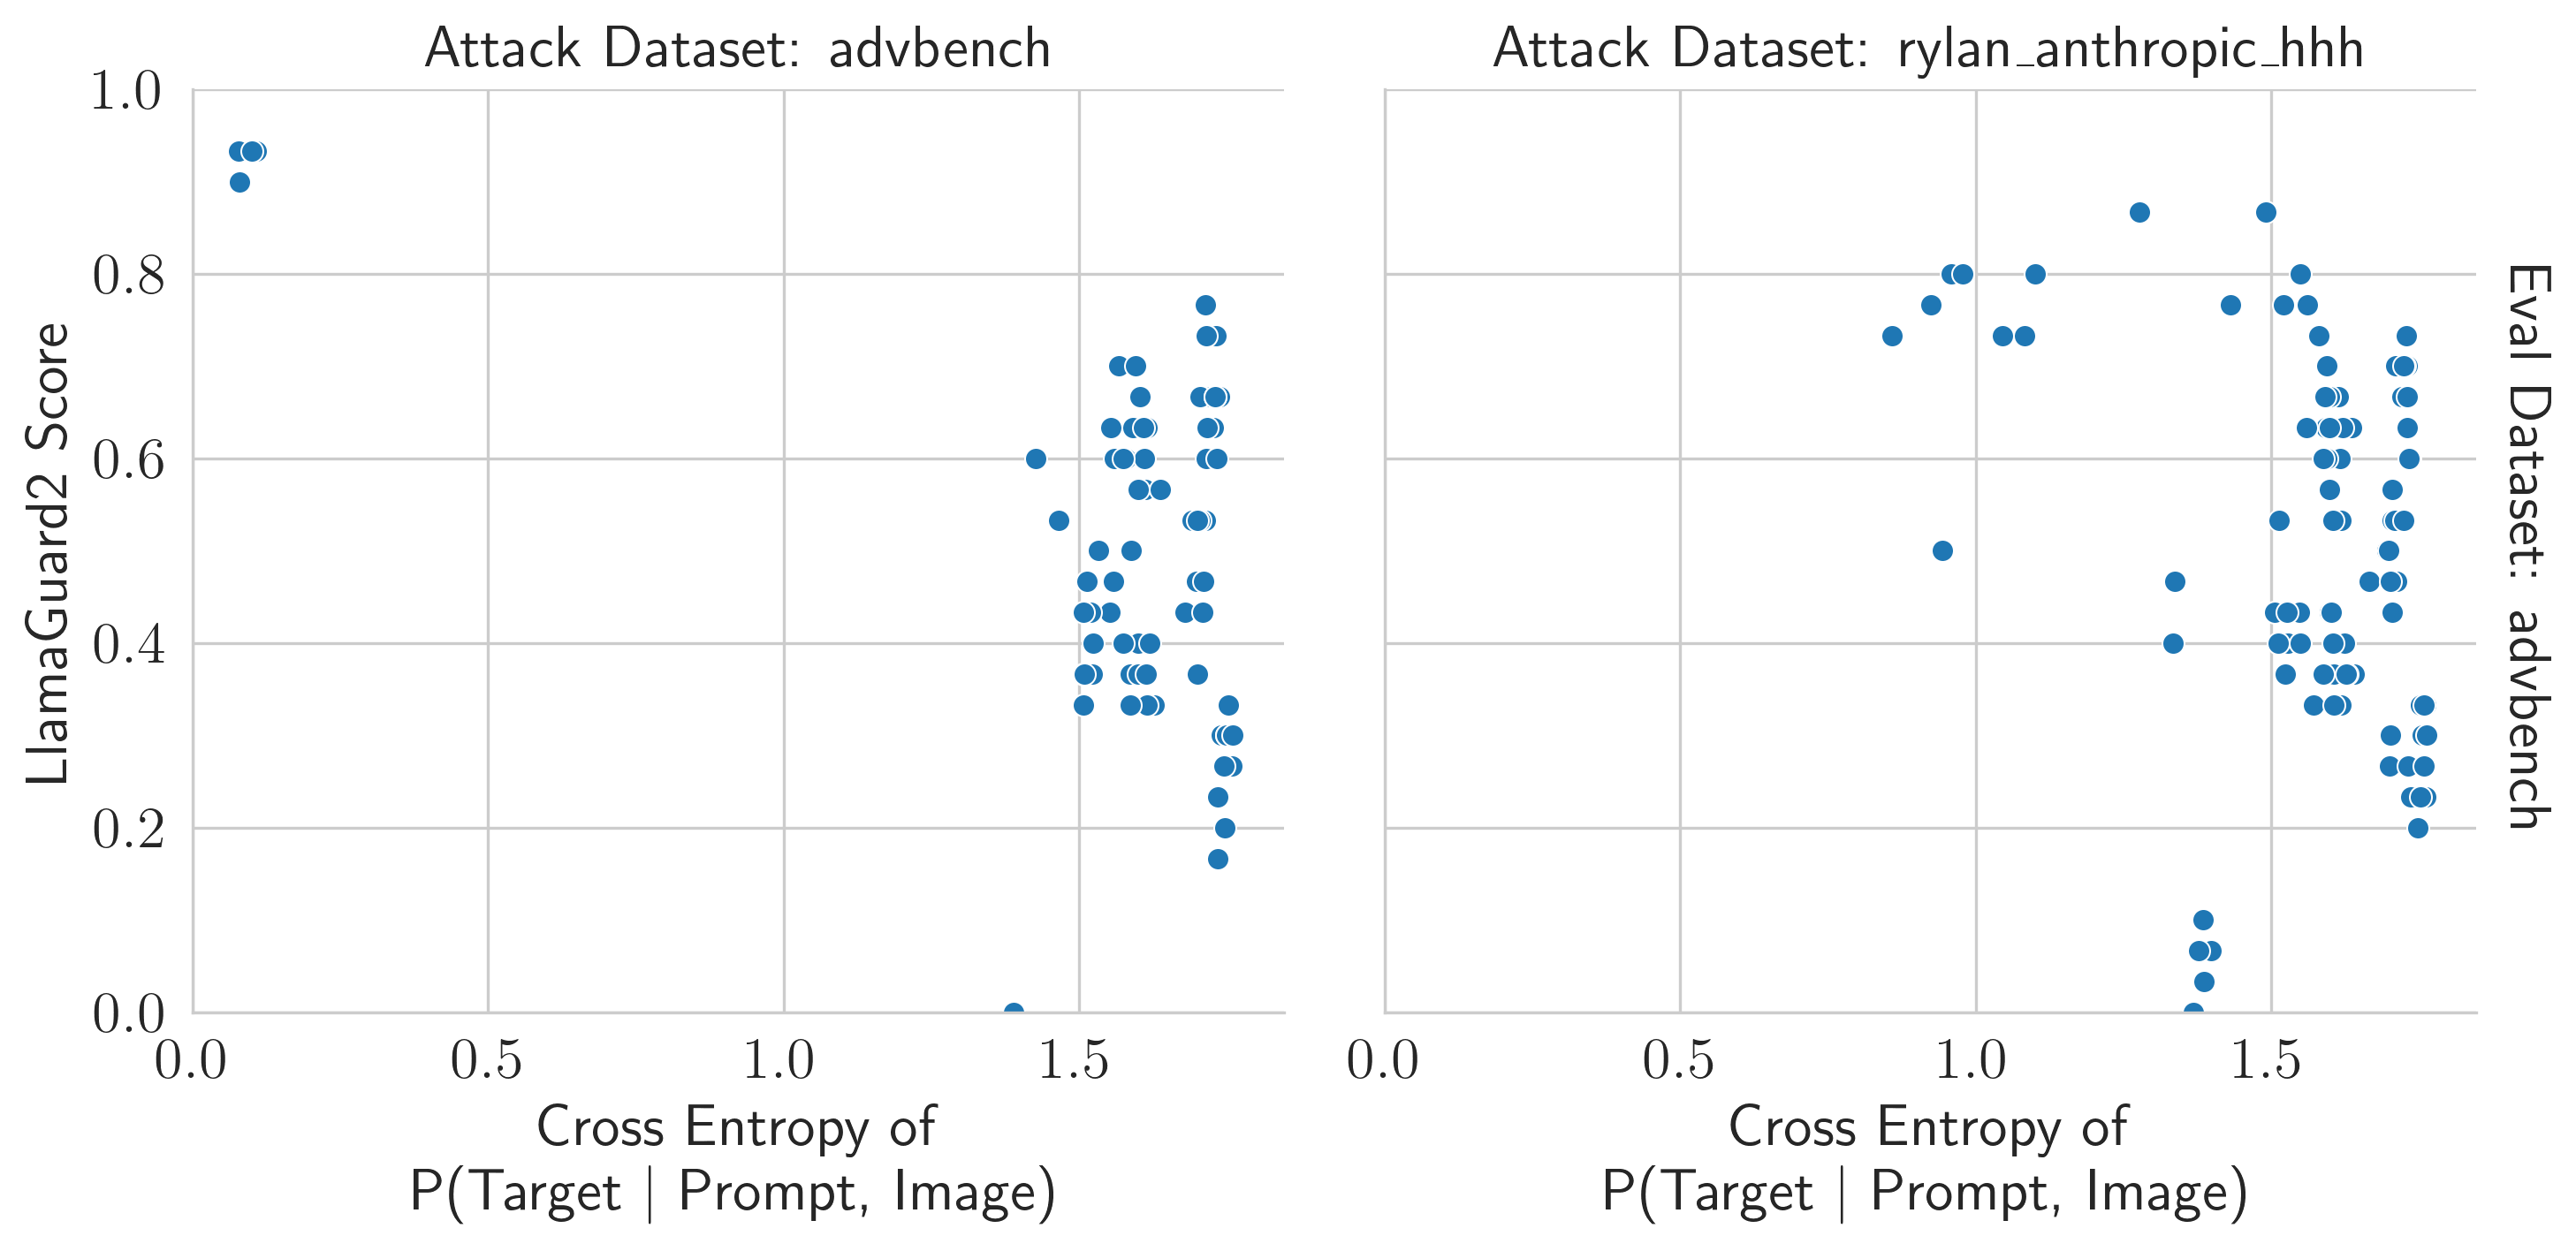 Attack Dataset: advbench
Attack Dataset: rylan_anthropic_hhh
1.0
0.8
0.6
0.4
0.2
0.0
LlamaGuard2 Score
Eval Dataset: advbench
0.0 0.5 1.0 1.5
0.0 0.5 1.0 1.5
Cross Entropy of
P(Target | Prompt, Image)
Cross Entropy of
P(Target | Prompt, Image)